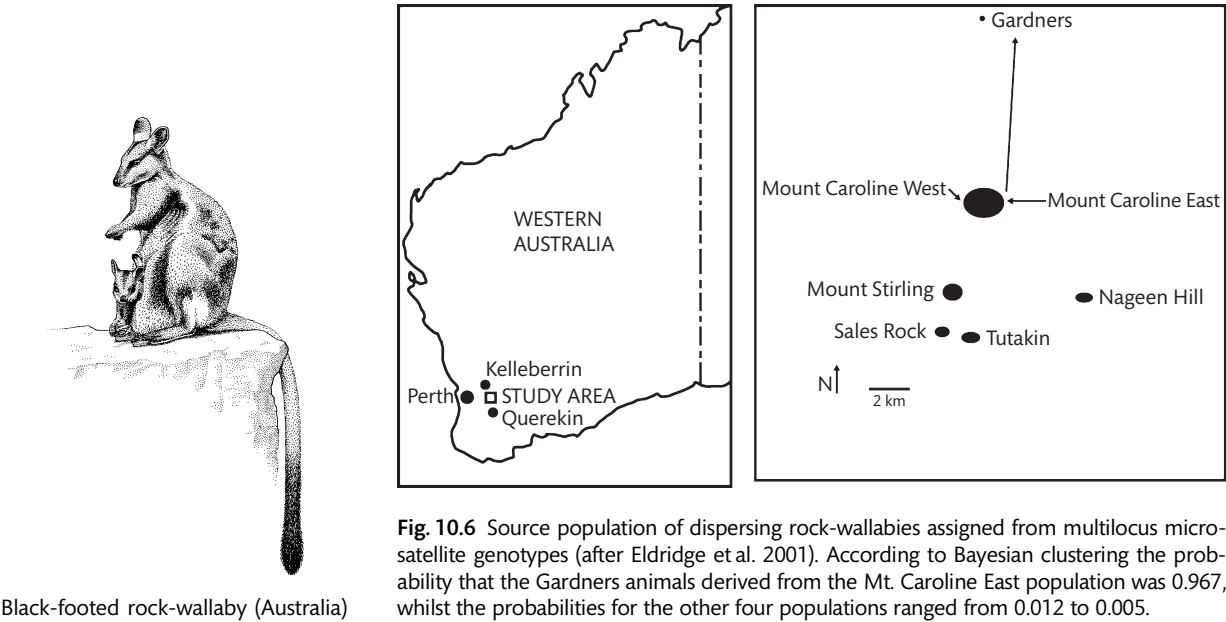 Gardners
Mount Caroline West
Mount Caroline East
Mount Stirling
Nageen Hill
Sales Rock
Tutakin
N
2 km
WESTERN
AUSTRALIA
Kelleberrin
Perth
STUDY AREA
Querekin
Black-footed rock-wallaby (Australia)
Fig. 10.6 Source population of dispersing rock-wallabies assigned from multilocus micro-
satellite genotypes (after Eldridge et al. 2001). According to Bayesian clustering the prob-
ability that the Gardners animals derived from the Mt. Caroline East population was 0.967,
whilst the probabilities for the other four populations ranged from 0.012 to 0.005.